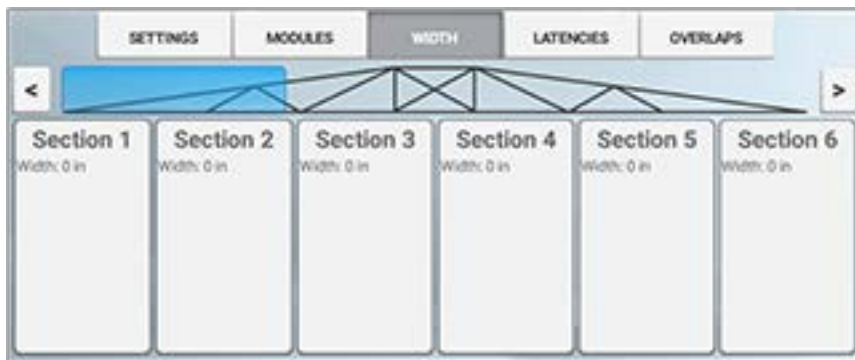 SETTINGS MODULES WIDTH LATENCIES OVERLAPS
< >
Section 1 Section 2 Section 3 Section 4 Section 5 Section 6
Width: 0 in Width: 0 in Width: 0 in Width: 0 in Width: 0 in Width: 0 in